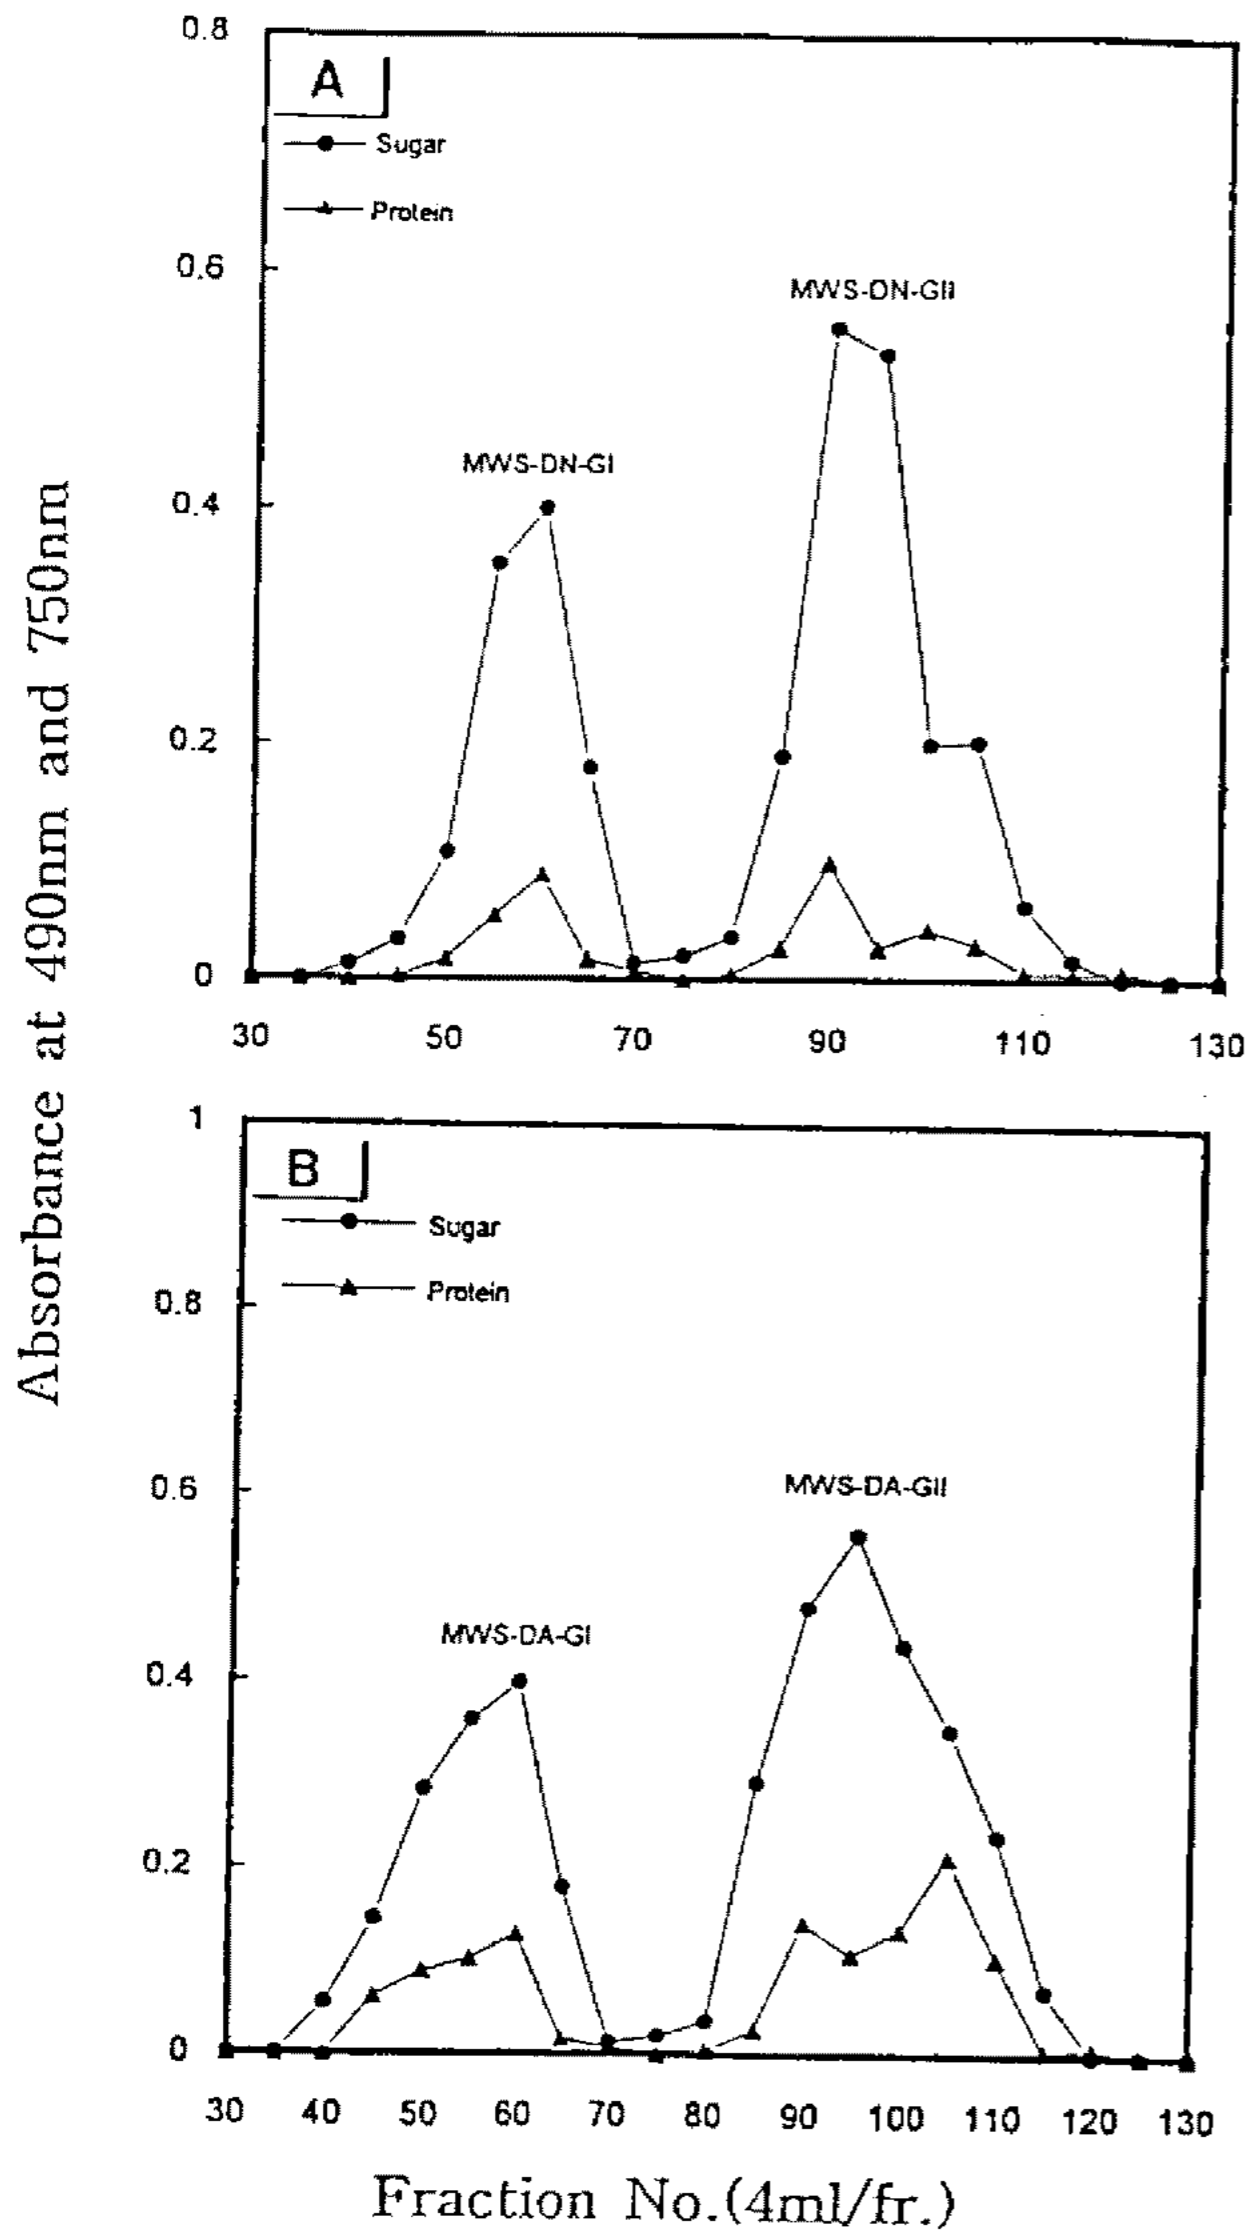 Absorbance at 490nm and 750nm
0.8
A
Sugar
Protein
0.6
MWS-DN-GII
MWS-DN-GI
0.4
0.2
0
30 50 70 90 110 130
1
B
Sugar
Protein
0.8
0.6
MWS-DA-GII
MWS-DA-GI
0.4
0.2
0
30 40 50 60 70 80 90 100 110 120 130
Fraction No.(4ml/fr.)